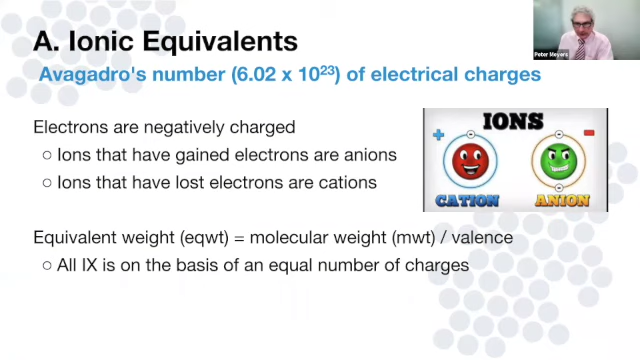 A. Ionic Equivalents
Avagadro's number (6.02 x 10²³) of electrical charges
Electrons are negatively charged
○ Ions that have gained electrons are anions
○ Ions that have lost electrons are cations
Equivalent weight (eqwt) = molecular weight (mwt) / valence
○ All IX is on the basis of an equal number of charges
IONS
+ −
CATION ANION
Peter Meyers